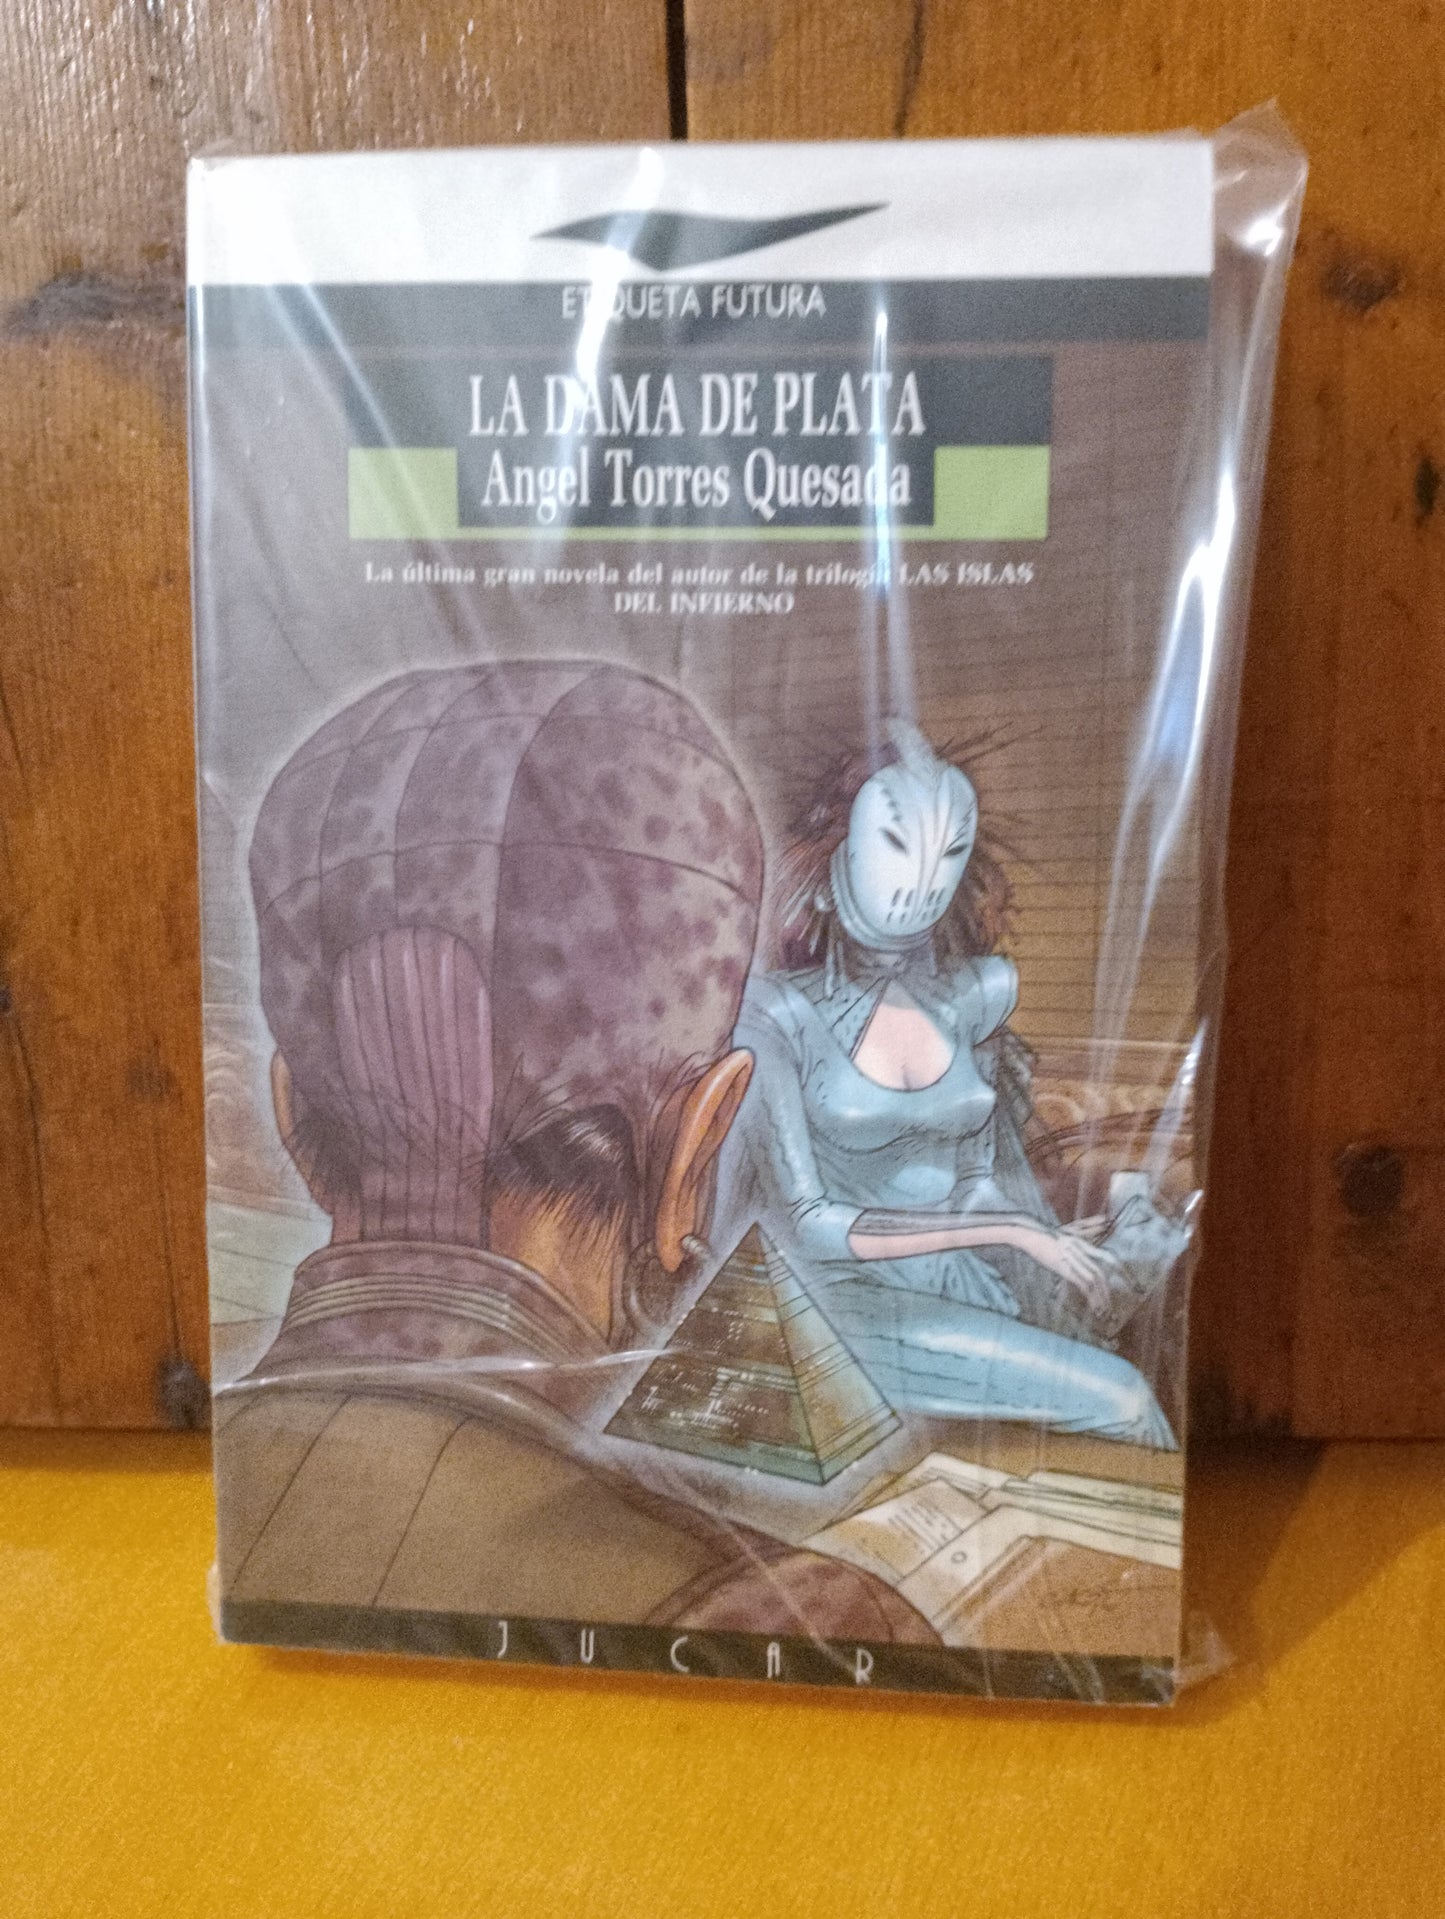 ETIQUETA FUTURA
LA DAMA DE PLATA
Angel Torres Quesada
La última gran novela del autor de la trilogía LAS ISLAS
DEL INFIERNO
JUCAR